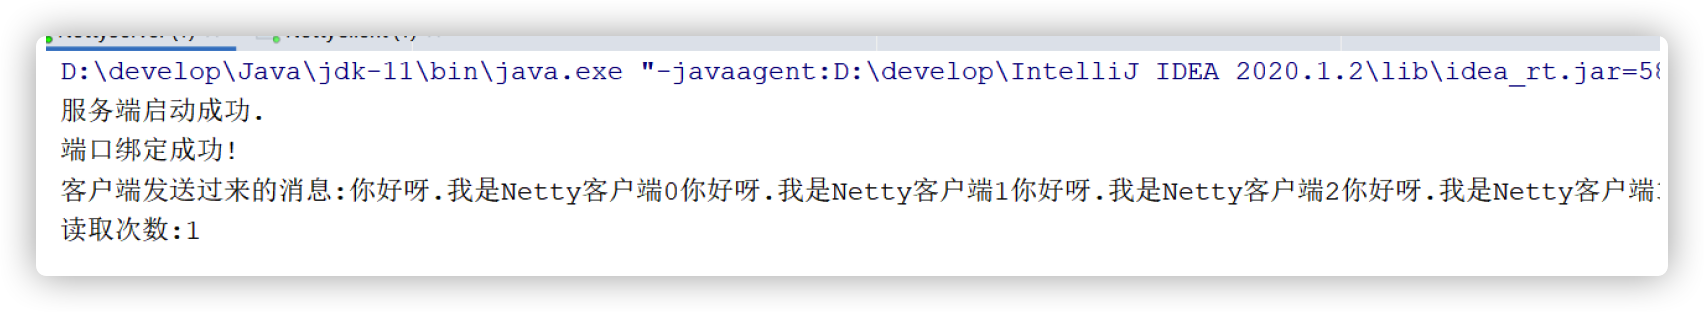 D:\develop\Java\jdk-11\bin\java.exe "-javaagent:D:\develop\IntelliJ IDEA 2020.1.2\lib\idea_rt.jar=58
服务端启动成功.
端口绑定成功!
客户端发送过来的消息:你好呀.我是Netty客户端0你好呀.我是Netty客户端1你好呀.我是Netty客户端2你好呀.我是Netty客户端
读取次数:1